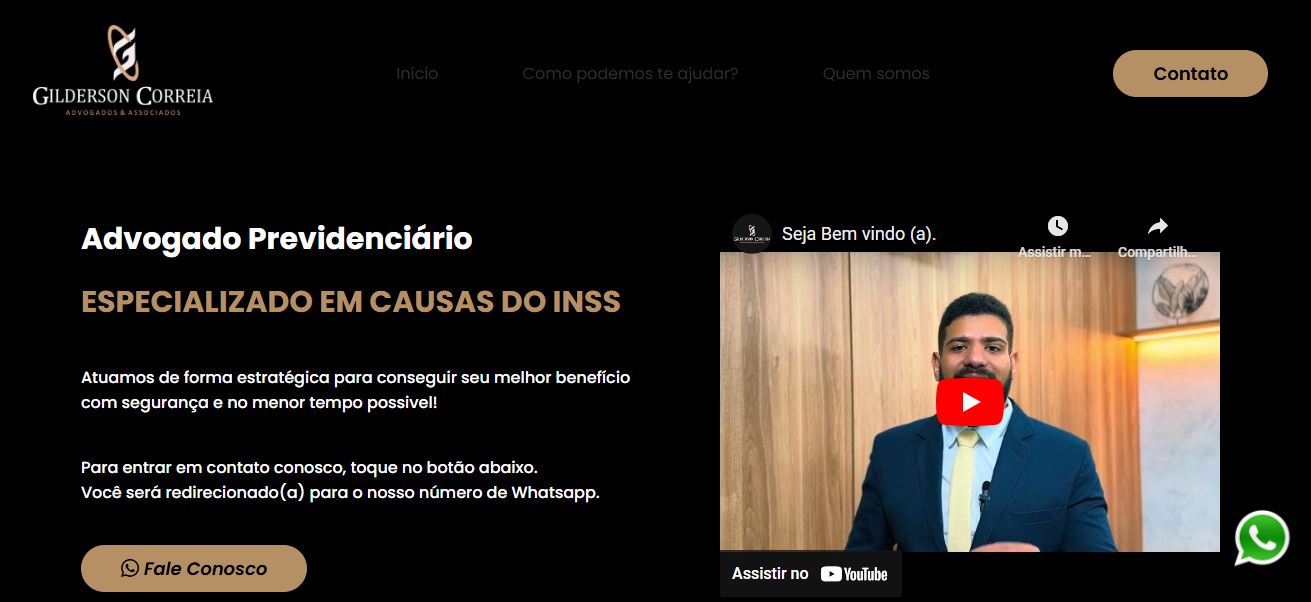 GILDERSON CORREIA
ADVOGADOS & ASSOCIADOS
Início
Como podemos te ajudar?
Quem somos
Contato
Advogado Previdenciário
ESPECIALIZADO EM CAUSAS DO INSS
Atuamos de forma estratégica para conseguir seu melhor benefício
com segurança e no menor tempo possivel!
Para entrar em contato conosco, toque no botão abaixo.
Você será redirecionado(a) para o nosso número de Whatsapp.
Fale Conosco
Seja Bem vindo (a).
Assistir m...
Compartilh...
Assistir no YouTube